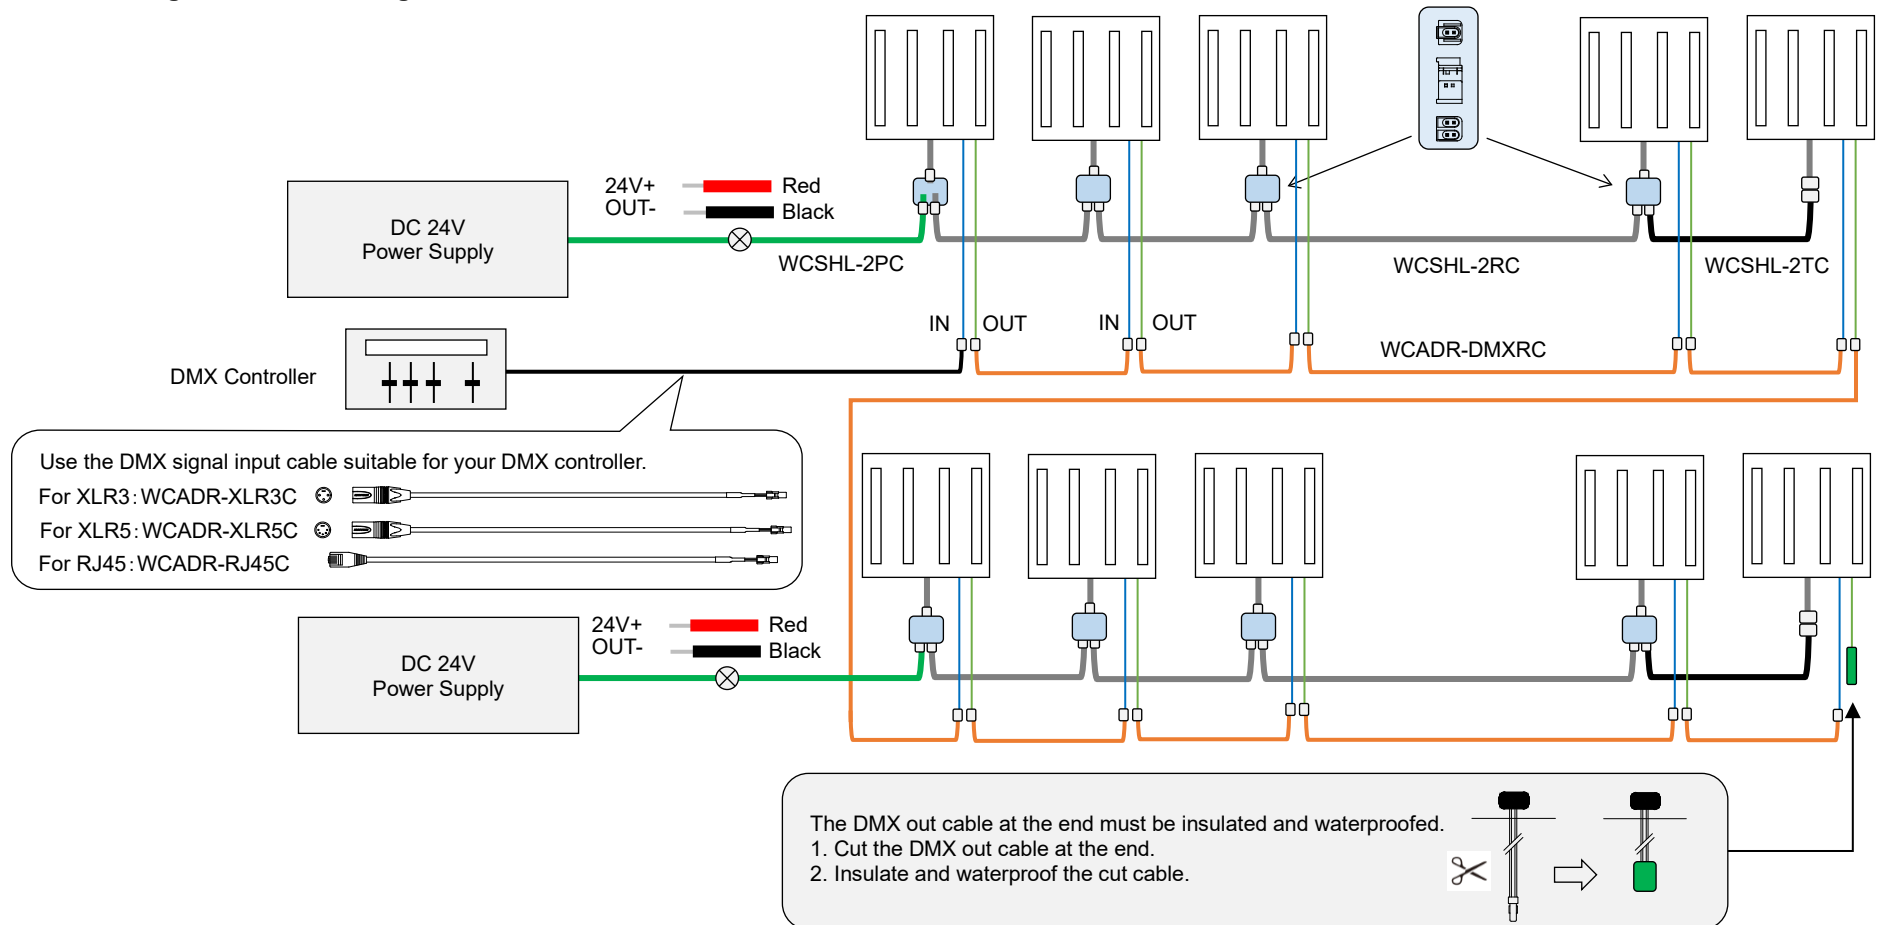 24V+
OUT-
Red
Black
DC 24V
Power Supply
WCSHL-2PC
WCSHL-2RC
WCSHL-2TC
IN
OUT
IN
OUT
WCADR-DMXRC
DMX Controller
Use the DMX signal input cable suitable for your DMX controller.
For XLR3:WCADR-XLR3C
For XLR5:WCADR-XLR5C
For RJ45:WCADR-RJ45C
24V+
OUT-
Red
Black
DC 24V
Power Supply
The DMX out cable at the end must be insulated and waterproofed.
1. Cut the DMX out cable at the end.
2. Insulate and waterproof the cut cable.